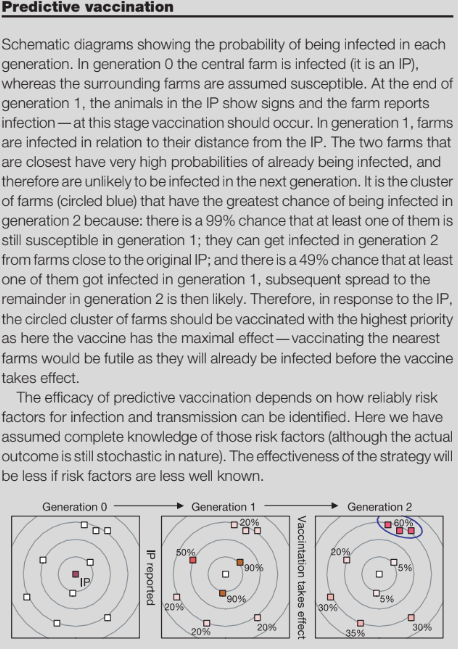 Predictive vaccination
Schematic diagrams showing the probability of being infected in each
generation. In generation 0 the central farm is infected (it is an IP),
whereas the surrounding farms are assumed susceptible. At the end of
generation 1, the animals in the IP show signs and the farm reports
infection — at this stage vaccination should occur. In generation 1, farms
are infected in relation to their distance from the IP. The two farms that
are closest have very high probabilities of already being infected, and
therefore are unlikely to be infected in the next generation. It is the cluster
of farms (circled blue) that have the greatest chance of being infected in
generation 2 because: there is a 99% chance that at least one of them is
still susceptible in generation 1; they can get infected in generation 2
from farms close to the original IP; and there is a 49% chance that at least
one of them got infected in generation 1, subsequent spread to the
remainder in generation 2 is then likely. Therefore, in response to the IP,
the circled cluster of farms should be vaccinated with the highest priority
as here the vaccine has the maximal effect — vaccinating the nearest
farms would be futile as they will already be infected before the vaccine
takes effect.
The efficacy of predictive vaccination depends on how reliably risk
factors for infection and transmission can be identified. Here we have
assumed complete knowledge of those risk factors (although the actual
outcome is still stochastic in nature). The effectiveness of the strategy will
be less if risk factors are less well known.
Generation 0
Generation 1
Generation 2
IP
IP reported
20%
50%
90%
90%
20%
20%
20%
Vaccintation takes effect
60%
20%
5%
5%
30%
35%
30%